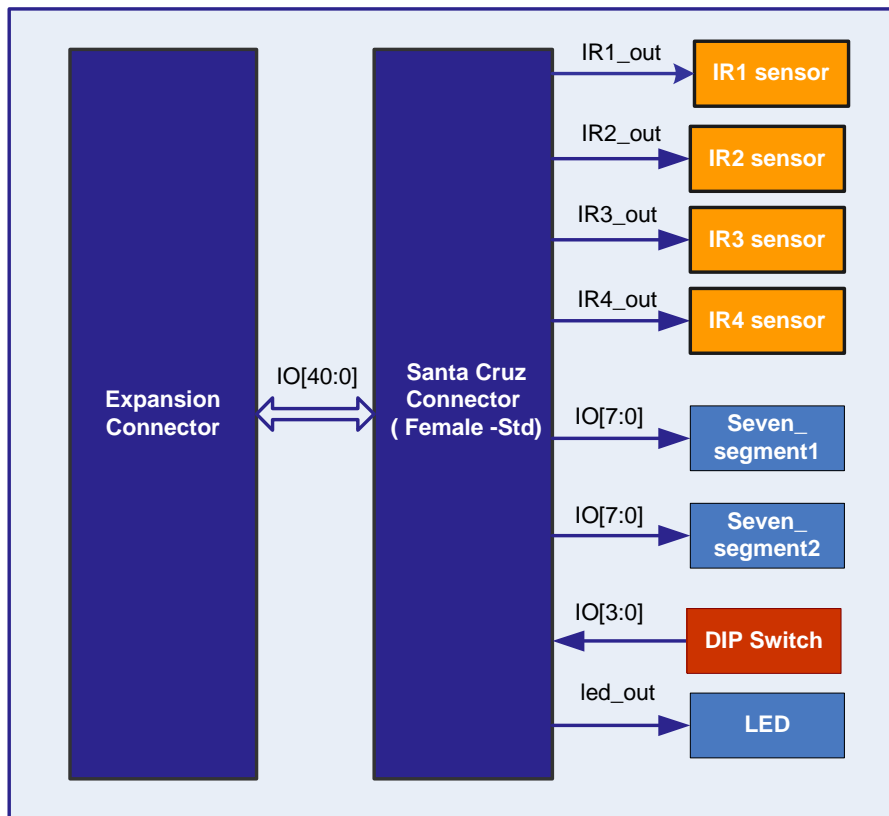 IR1_out
IR1 sensor
IR2_out
IR2 sensor
IR3_out
IR3 sensor
IR4_out
IR4 sensor
Expansion
Connector
IO[40:0]
Santa Cruz
Connector
( Female -Std)
IO[7:0]
Seven_
segment1
IO[7:0]
Seven_
segment2
IO[3:0]
DIP Switch
led_out
LED